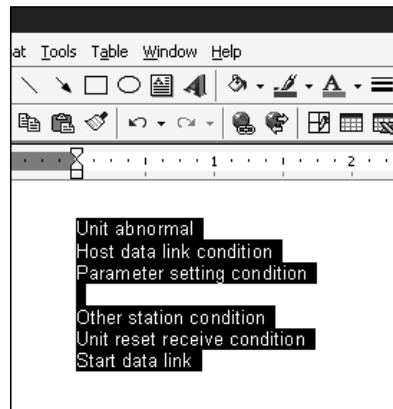 at Tools Table Window Help
1 2
Unit abnormal
Host data link condition
Parameter setting condition
Other station condition
Unit reset receive condition
Start data link